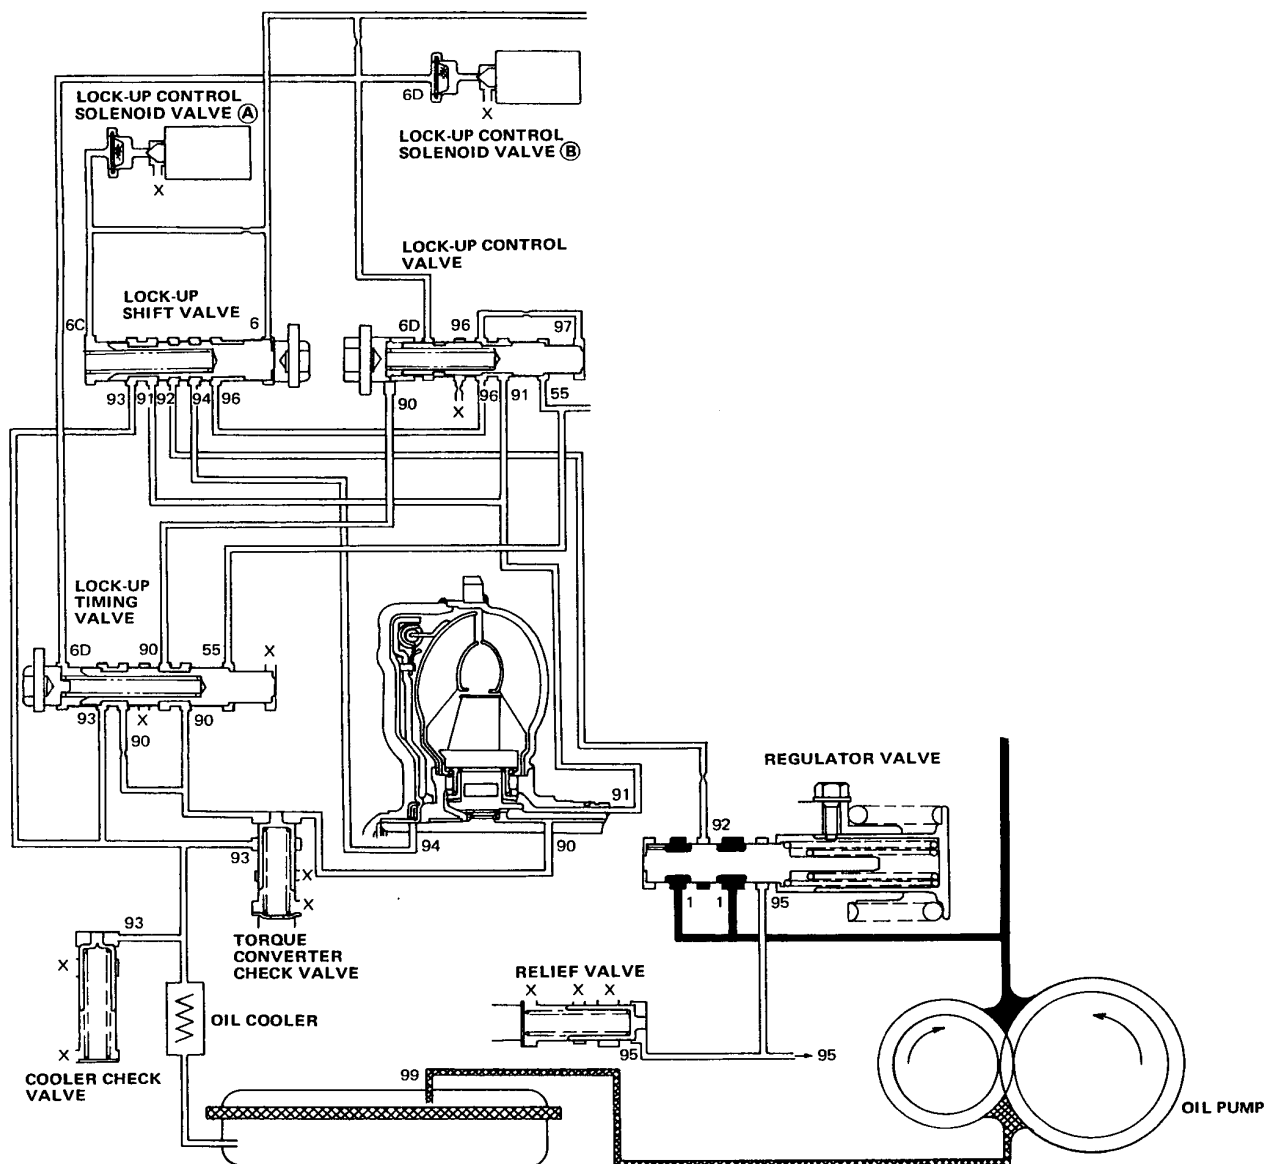 6D
X
LOCK-UP CONTROL
SOLENOID VALVE Ⓐ
LOCK-UP CONTROL
SOLENOID VALVE Ⓑ
X
LOCK-UP CONTROL
VALVE
LOCK-UP
SHIFT VALVE
6C
6
6D
96
97
93
91
92
94
96
90
X
96
91
55
LOCK-UP
TIMING
VALVE
6D
90
55
X
93
X
90
90
REGULATOR VALVE
91
92
93
94
90
X
X
1
1
95
93
X
TORQUE
CONVERTER
CHECK VALVE
RELIEF VALVE
X
X
X
OIL COOLER
X
95
95
COOLER CHECK
VALVE
99
OIL PUMP